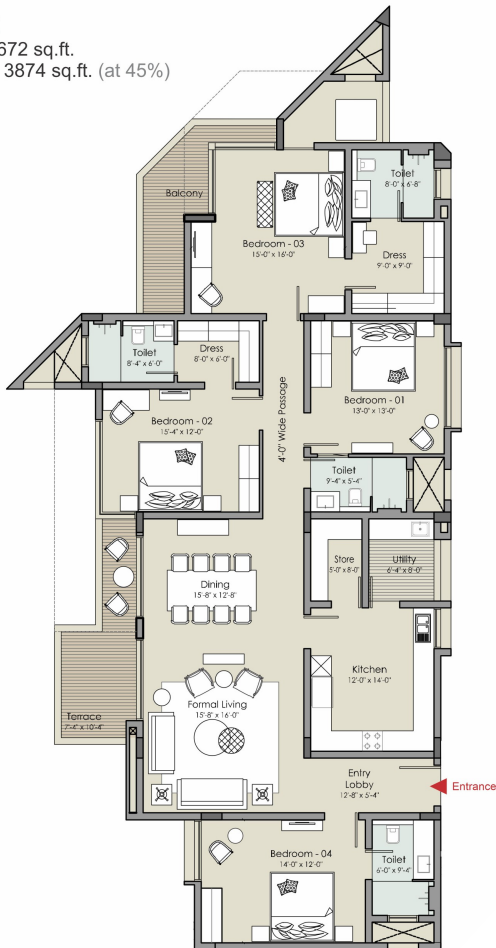 672 sq.ft.
3874 sq.ft. (at 45%)
Toilet
8'-0" x 6'-8"
Balcony
Bedroom - 03
15'-0" x 16'-0"
Dress
9'-0" x 9'-0"
Toilet
8'-4" x 6'-0"
Dress
8'-0" x 6'-0"
4'-0" Wide Passage
Bedroom - 01
13'-0" x 13'-0"
Bedroom - 02
15'-4" x 12'-0"
Toilet
9'-4" x 5'-4"
Store
5'-0" x 8'-0"
Utility
6'-4" x 8'-0"
Dining
15'-8" x 12'-8"
Kitchen
12'-0" x 14'-0"
Formal Living
15'-8" x 16'-0"
Terrace
7'-4" x 10'-4"
Entry
Lobby
12'-8" x 5'-4"
Entrance
Bedroom - 04
14'-0" x 12'-0"
Toilet
6'-0" x 9'-4"